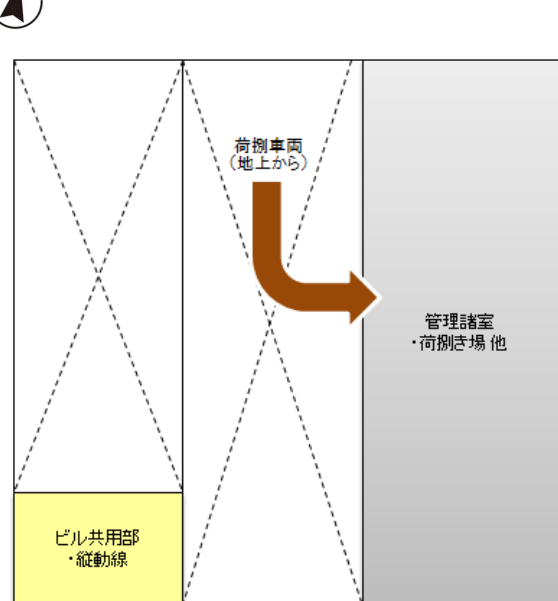 荷捌車両
（地上から）
管理諸室
・荷捌き場 他
ビル共用部
・縦動線